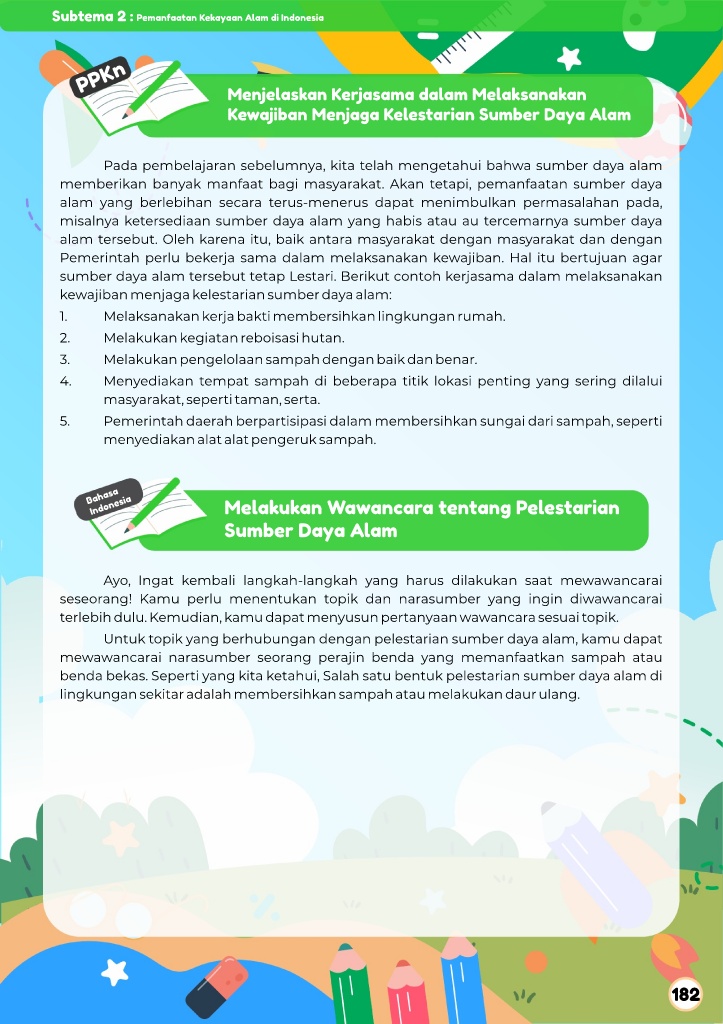 Subtema 2 : Pemanfaatan Kekayaan Alam di Indonesia
PPKn
Menjelaskan Kerjasama dalam Melaksanakan
Kewajiban Menjaga Kelestarian Sumber Daya Alam
Pada pembelajaran sebelumnya, kita telah mengetahui bahwa sumber daya alam
memberikan banyak manfaat bagi masyarakat. Akan tetapi, pemanfaatan sumber daya
alam yang berlebihan secara terus-menerus dapat menimbulkan permasalahan pada,
misalnya ketersediaan sumber daya alam yang habis atau au tercemarnya sumber daya
alam tersebut. Oleh karena itu, baik antara masyarakat dengan masyarakat dan dengan
Pemerintah perlu bekerja sama dalam melaksanakan kewajiban. Hal itu bertujuan agar
sumber daya alam tersebut tetap Lestari. Berikut contoh kerjasama dalam melaksanakan
kewajiban menjaga kelestarian sumber daya alam:
1. Melaksanakan kerja bakti membersihkan lingkungan rumah.
2. Melakukan kegiatan reboisasi hutan.
3. Melakukan pengelolaan sampah dengan baik dan benar.
4. Menyediakan tempat sampah di beberapa titik lokasi penting yang sering dilalui
masyarakat, seperti taman, serta.
5. Pemerintah daerah berpartisipasi dalam membersihkan sungai dari sampah, seperti
menyediakan alat alat pengeruk sampah.
Bahasa
Indonesia
Melakukan Wawancara tentang Pelestarian
Sumber Daya Alam
Ayo, Ingat kembali langkah-langkah yang harus dilakukan saat mewawancarai
seseorang! Kamu perlu menentukan topik dan narasumber yang ingin diwawancarai
terlebih dulu. Kemudian, kamu dapat menyusun pertanyaan wawancara sesuai topik.
Untuk topik yang berhubungan dengan pelestarian sumber daya alam, kamu dapat
mewawancarai narasumber seorang perajin benda yang memanfaatkan sampah atau
benda bekas. Seperti yang kita ketahui, Salah satu bentuk pelestarian sumber daya alam di
lingkungan sekitar adalah membersihkan sampah atau melakukan daur ulang.
182